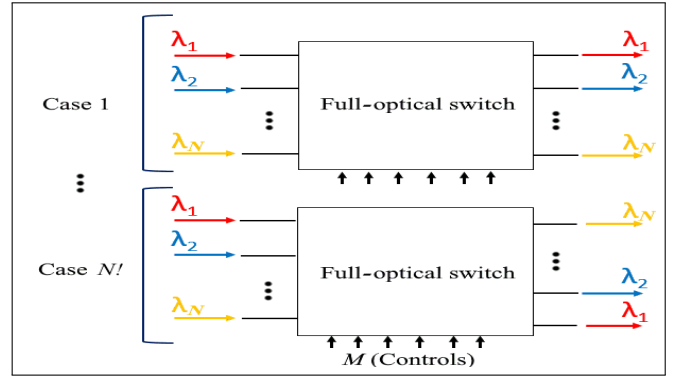 λ1 λ1
λ2 λ2
Case 1 Full-optical switch
λN λN
λ1 λN
λ2
Case N! Full-optical switch
λ2
λN λ1
M (Controls)